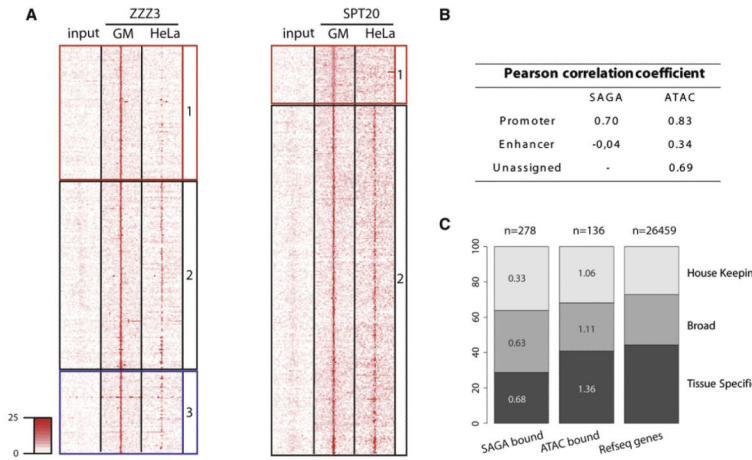 A
ZZZ3
input GM HeLa
1
2
3
25
0
SPT20
input GM HeLa
1
2
B
Pearson correlation coefficient
SAGA ATAC
Promoter 0.70 0.83
Enhancer -0,04 0.34
Unassigned - 0.69
C
n=278 n=136 n=26459
100
80
60
40
20
0
0.33 1.06
0.63 1.11
0.68 1.36
House Keepin
Broad
Tissue Specifi
SAGA bound
ATAC bound
Refseq genes